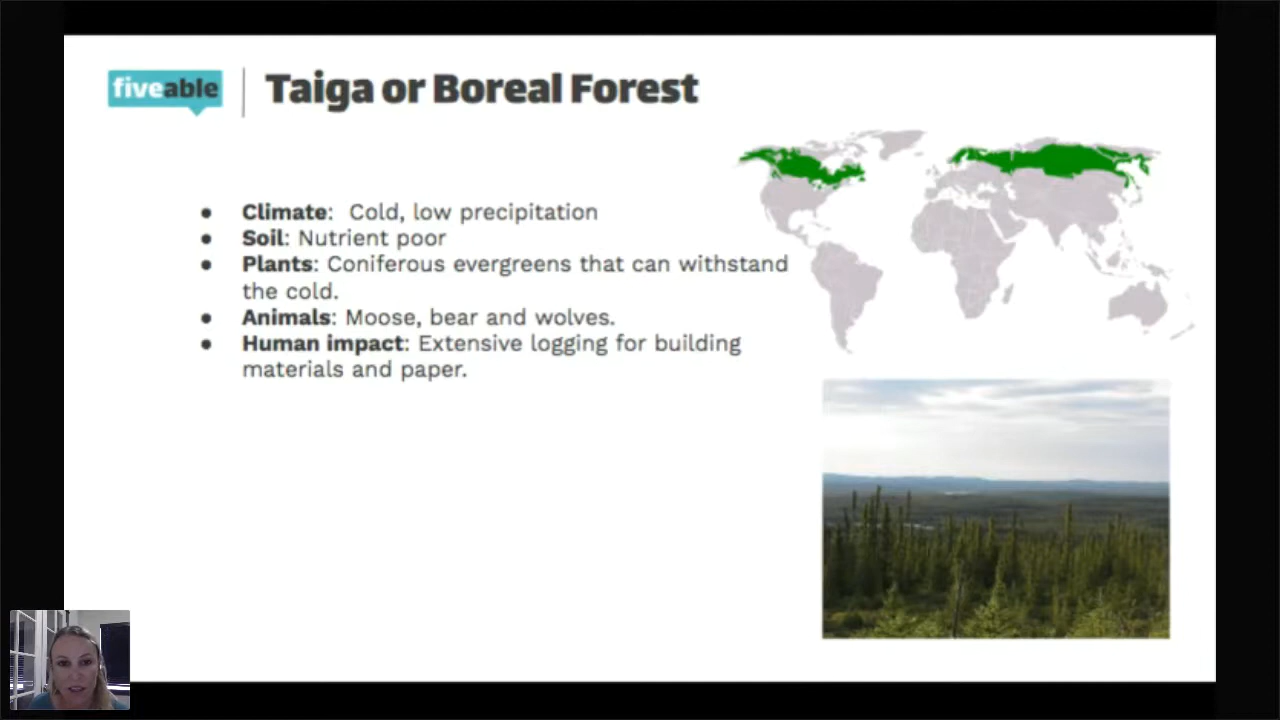 fiveable
Taiga or Boreal Forest
● Climate: Cold, low precipitation
● Soil: Nutrient poor
● Plants: Coniferous evergreens that can withstand
the cold.
● Animals: Moose, bear and wolves.
● Human impact: Extensive logging for building
materials and paper.